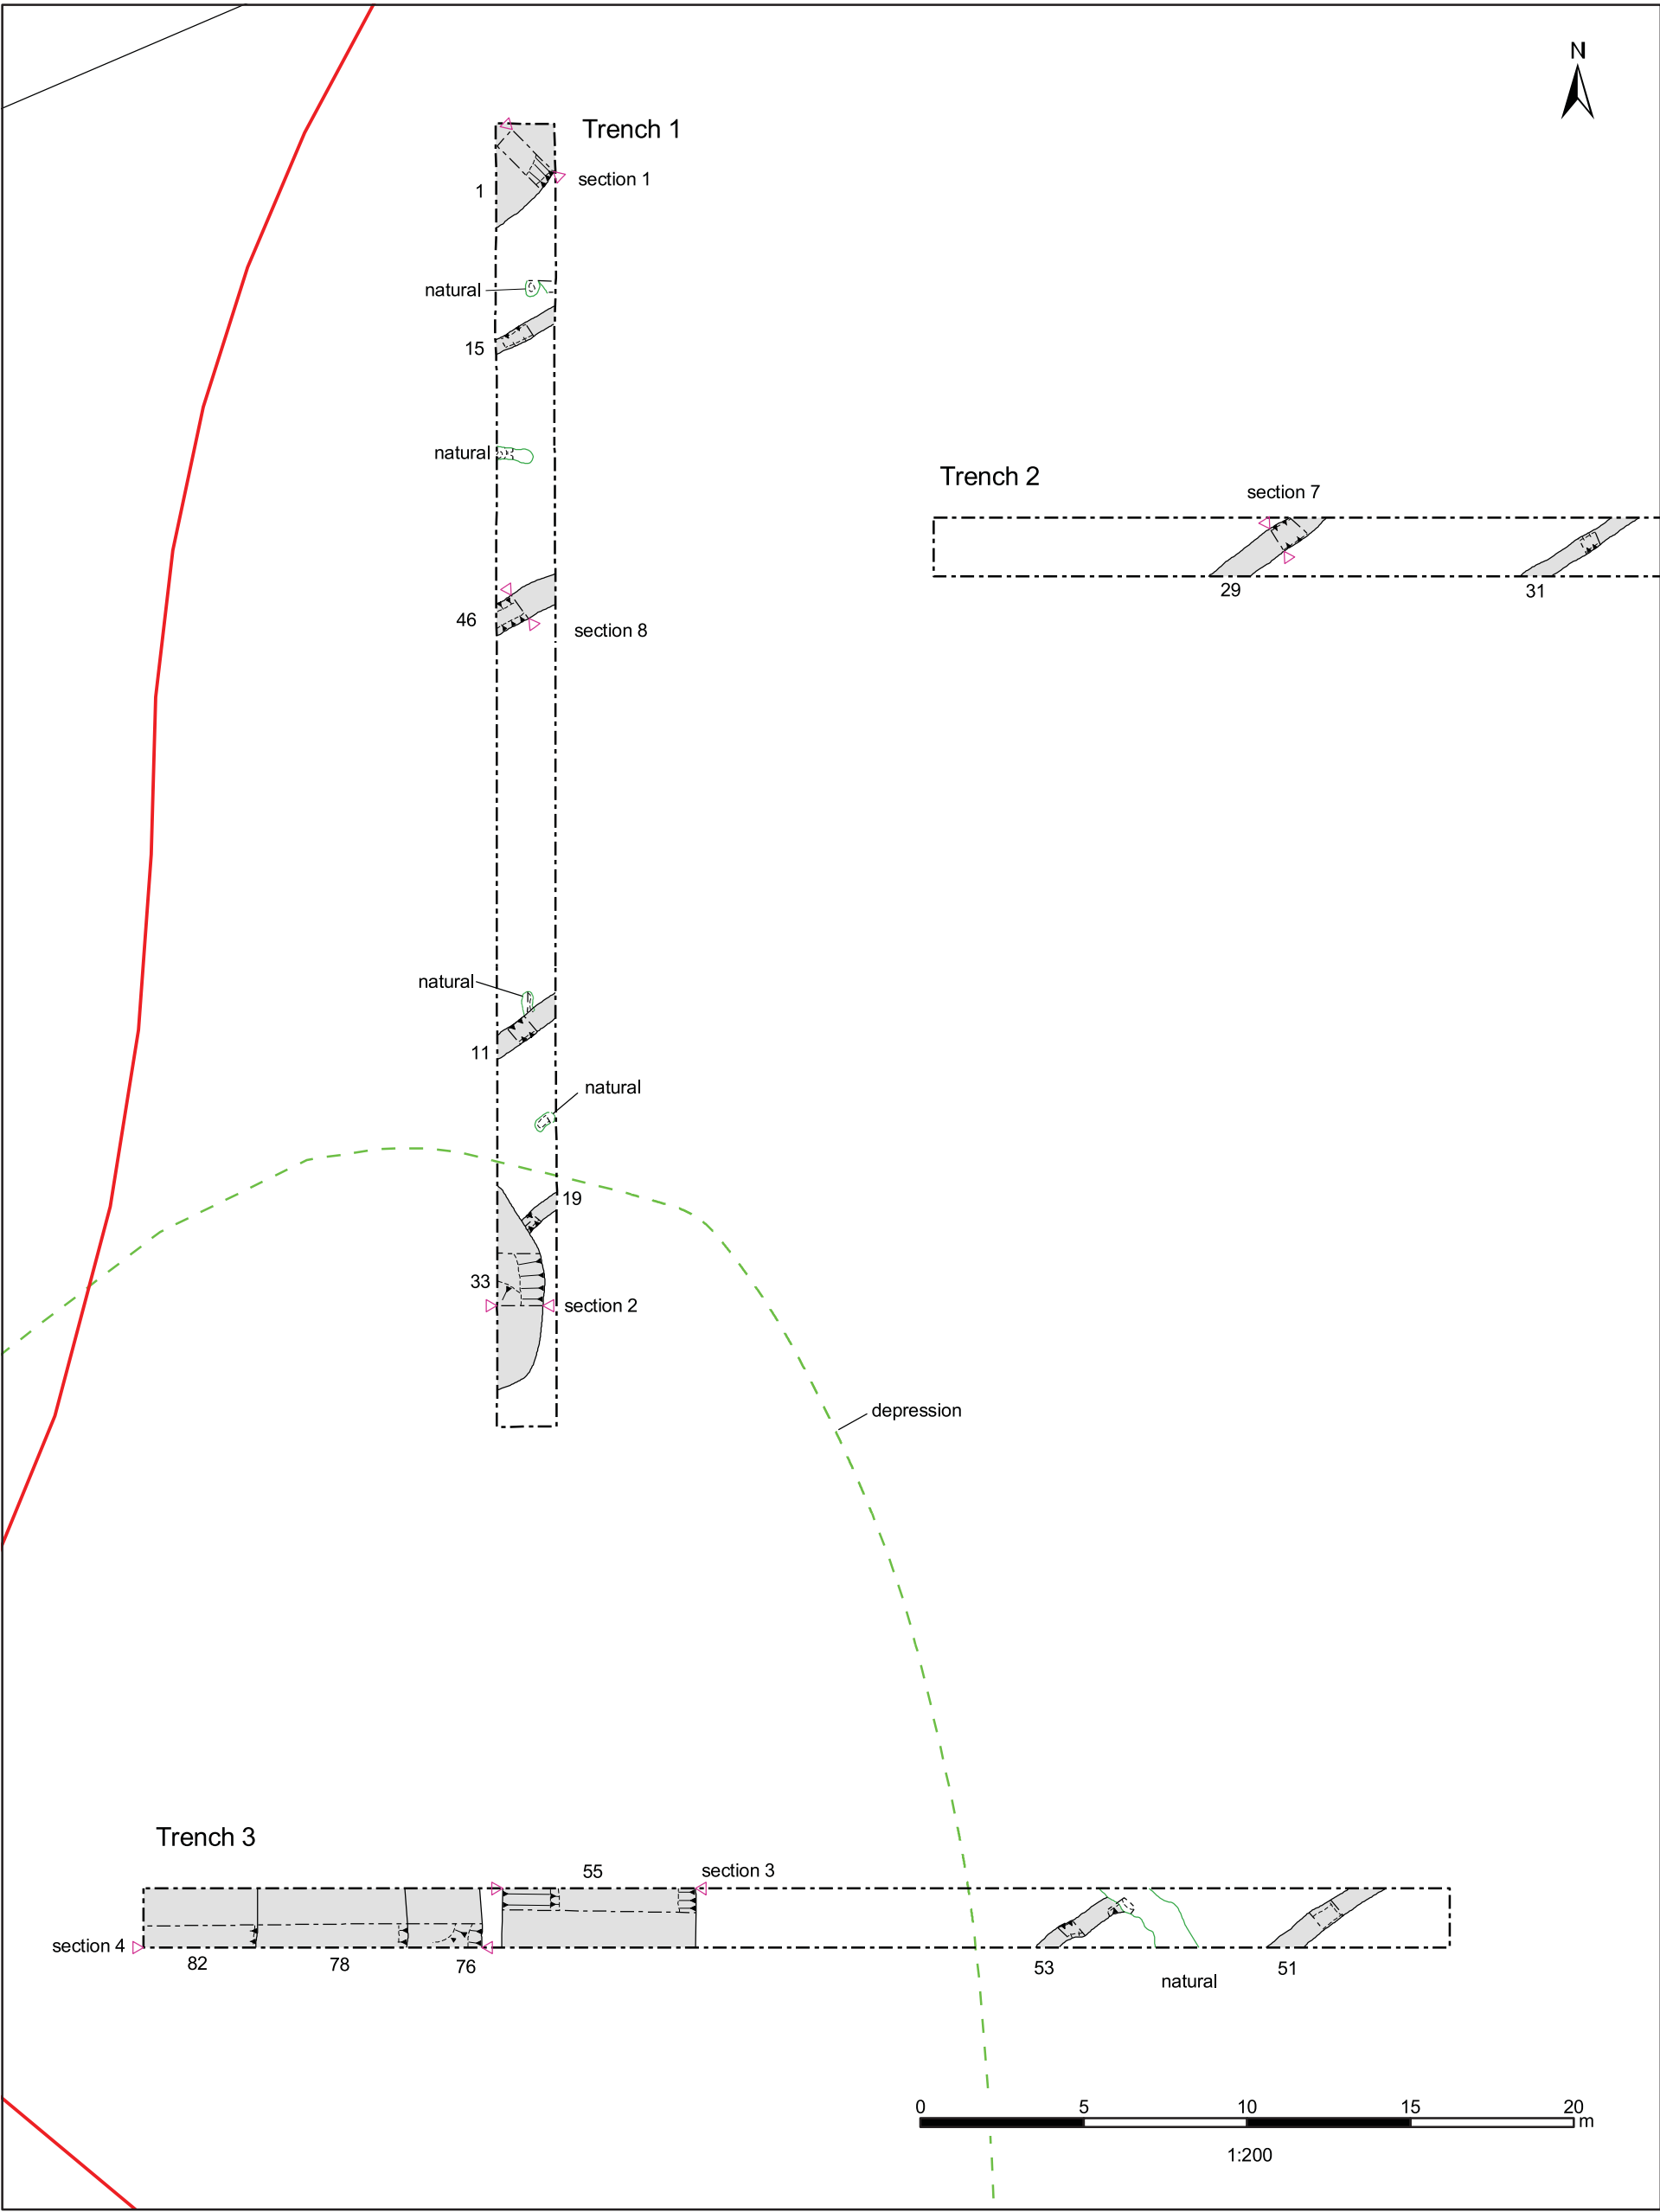 N
Trench 1
section 1
1
natural
15
natural
Trench 2
section 7
46
section 8
29
31
natural
11
natural
19
33
section 2
depression
Trench 3
55
section 3
section 4
82
78
76
53
natural
51
0 5 10 15 20 m
1:200